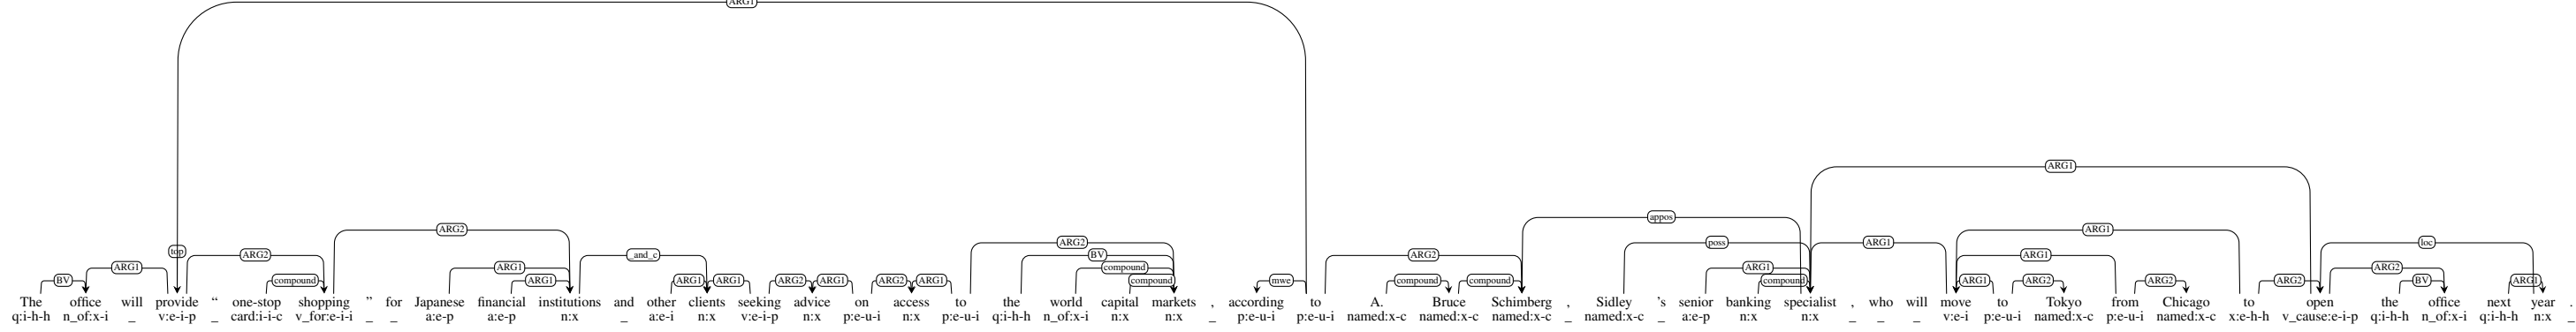 ARG1
ARG1
appos
ARG2 ARG1
ARG2 poss ARG1 loc
top ARG2 _and_c BV ARG2 ARG1
ARG1 ARG1 compound ARG1 ARG2
BV compound ARG1 ARG1 ARG1 ARG2 ARG1 ARG2 ARG1 compound mwe compound compound compound ARG1 ARG2 ARG2 ARG2 BV ARG1
The office will provide “ one-stop shopping ” for Japanese financial institutions and other clients seeking advice on access to the world capital markets , according to A. Bruce Schimberg , Sidley 's senior banking specialist , who will move to Tokyo from Chicago to open the office next year .
q:i-h-h n_of:x-i _ v:e-i-p _ card:i-i-c v_for:e-i-i _ _ a:e-p a:e-p n:x _ a:e-i n:x v:e-i-p n:x p:e-u-i n:x p:e-u-i q:i-h-h n_of:x-i n:x n:x _ p:e-u-i p:e-u-i named:x-c named:x-c named:x-c _ named:x-c _ a:e-p n:x n:x _ _ _ v:e-i p:e-u-i named:x-c p:e-u-i named:x-c x:e-h-h v_cause:e-i-p q:i-h-h n_of:x-i q:i-h-h n:x _